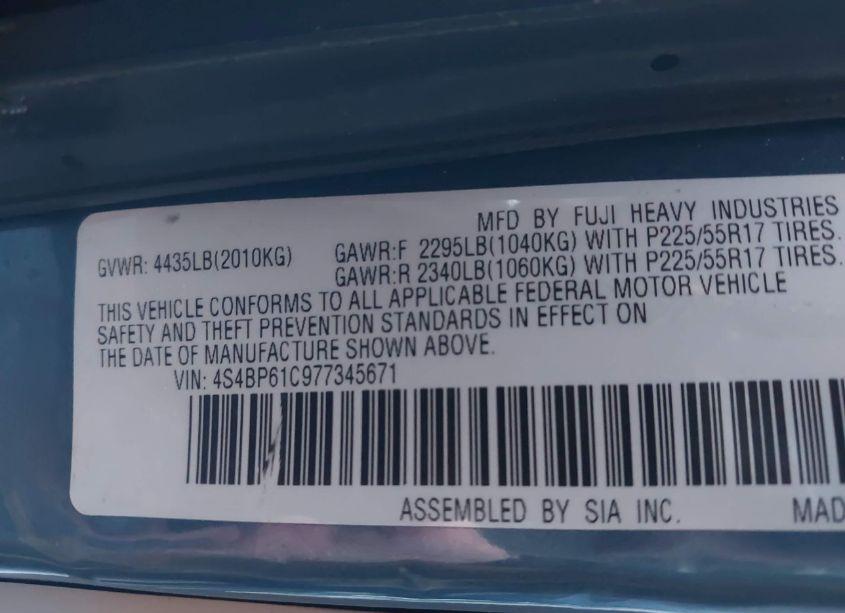 MFD BY FUJI HEAVY INDUSTRIES
GVWR: 4435LB(2010KG) GAWR:F 2295LB(1040KG) WITH P225/55R17 TIRES.
GAWR:R 2340LB(1060KG) WITH P225/55R17 TIRES.
THIS VEHICLE CONFORMS TO ALL APPLICABLE FEDERAL MOTOR VEHICLE
SAFETY AND THEFT PREVENTION STANDARDS IN EFFECT ON
THE DATE OF MANUFACTURE SHOWN ABOVE.
VIN: 4S4BP61C977345671
ASSEMBLED BY SIA INC. MAD